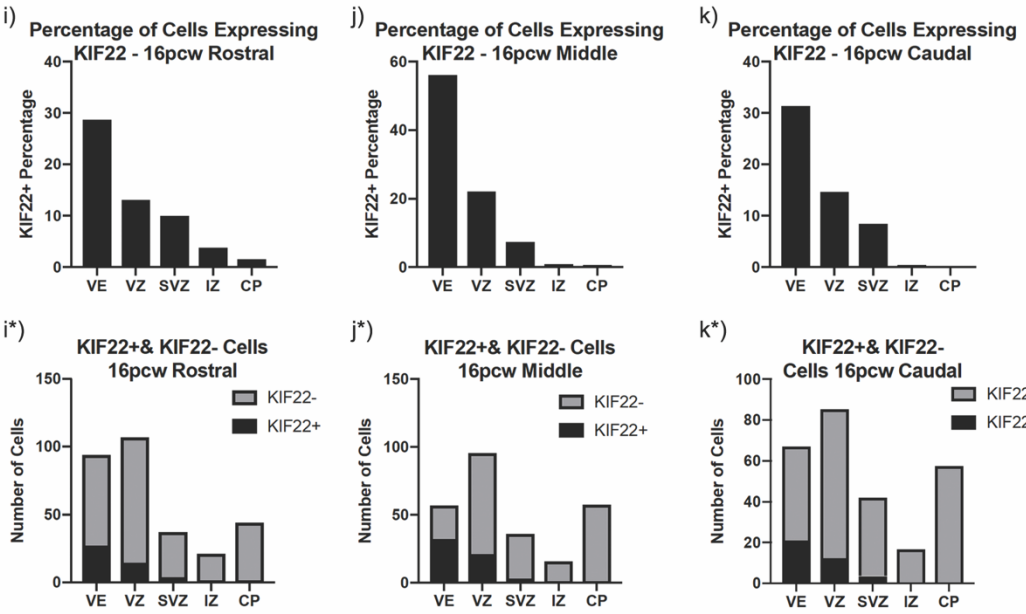 i)
Percentage of Cells Expressing
KIF22 - 16pcw Rostral
KIF22+ Percentage
40
30
20
10
0
VE VZ SVZ IZ CP
j)
Percentage of Cells Expressing
KIF22 - 16pcw Middle
60
40
20
0
VE VZ SVZ IZ CP
k)
Percentage of Cells Expressing
KIF22 - 16pcw Caudal
KIF22+ Percentage
40
30
20
10
0
VE VZ SVZ IZ CP
i*)
KIF22+& KIF22- Cells
16pcw Rostral
Number of Cells
150
100
50
0
KIF22-
KIF22+
VE VZ SVZ IZ CP
j*)
KIF22+& KIF22- Cells
16pcw Middle
Number of Cells
150
100
50
0
KIF22-
KIF22+
VE VZ SVZ IZ CP
k*)
KIF22+& KIF22-
Cells 16pcw Caudal
Number of Cells
100
80
60
40
20
0
KIF22
KIF22
VE VZ SVZ IZ CP